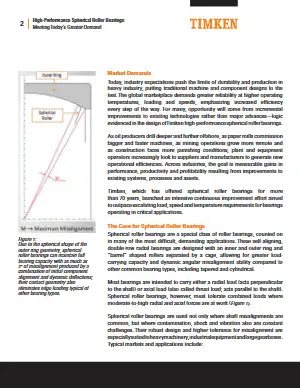 2
High-Performance Spherical Roller Bearings:
Meeting Today's Greater Demand
TIMKEN
Outer Ring
Spherical
Roller
M
M → Maximum Misalignment
Figure 1:
Due to the spherical shape of the
outer ring geometry, spherical
roller bearings can maintain full
bearing capacity with as much as
2° of misalignment produced by a
combination of initial component
alignment and dynamic deflections;
their contact geometry also
eliminates edge loading typical of
other bearing types.
Market Demands
Today, industry expectations push the limits of durability and production in
heavy industry, putting traditional machine and component designs to the
test. The global marketplace demands greater reliability at higher operating
temperatures, loading and speeds, emphasizing increased efficiency
every step of the way. For many, opportunity will come from incremental
improvements to existing technologies rather than major advances—logic
evidenced in the design of Timken high-performance spherical roller bearings.
As oil producers drill deeper and further offshore, as paper mills commission
bigger and faster machines, as mining operations grow more remote and
as construction faces more punishing conditions, plant and equipment
operators increasingly look to suppliers and manufacturers to generate new
operational efficiencies. Across industries, the goal is measurable gains in
performance, productivity and profitability resulting from improvements in
existing systems, processes and assets.
Timken, which has offered spherical roller bearings for more
than 70 years, launched an intensive continuous improvement effort aimed
to outpace escalating load, speed and temperature requirements for bearings
operating in critical applications.
The Case for Spherical Roller Bearings
Spherical roller bearings are a special class of roller bearings, counted on
in many of the most difficult, demanding applications. These self-aligning,
double-row radial bearings are designed with an inner and outer ring and
"barrel" shaped rollers separated by a cage, allowing for greater load-
carrying capacity and dynamic angular misalignment ability compared to
other common bearing types, including tapered and cylindrical.
Most bearings are intended to carry either a radial load (acts perpendicular
to the shaft) or axial load (also called thrust load; acts parallel to the shaft).
Spherical roller bearings, however, must tolerate combined loads where
moderate-to-high radial and axial forces are at work (Figure 1).
Spherical roller bearings are used not only where shaft misalignments are
common, but where contamination, shock and vibration also are constant
challenges. Their robust design and higher tolerance for misalignment are
especially suited to heavy machinery, industrial equipment and large gearboxes.
Typical markets and applications include: